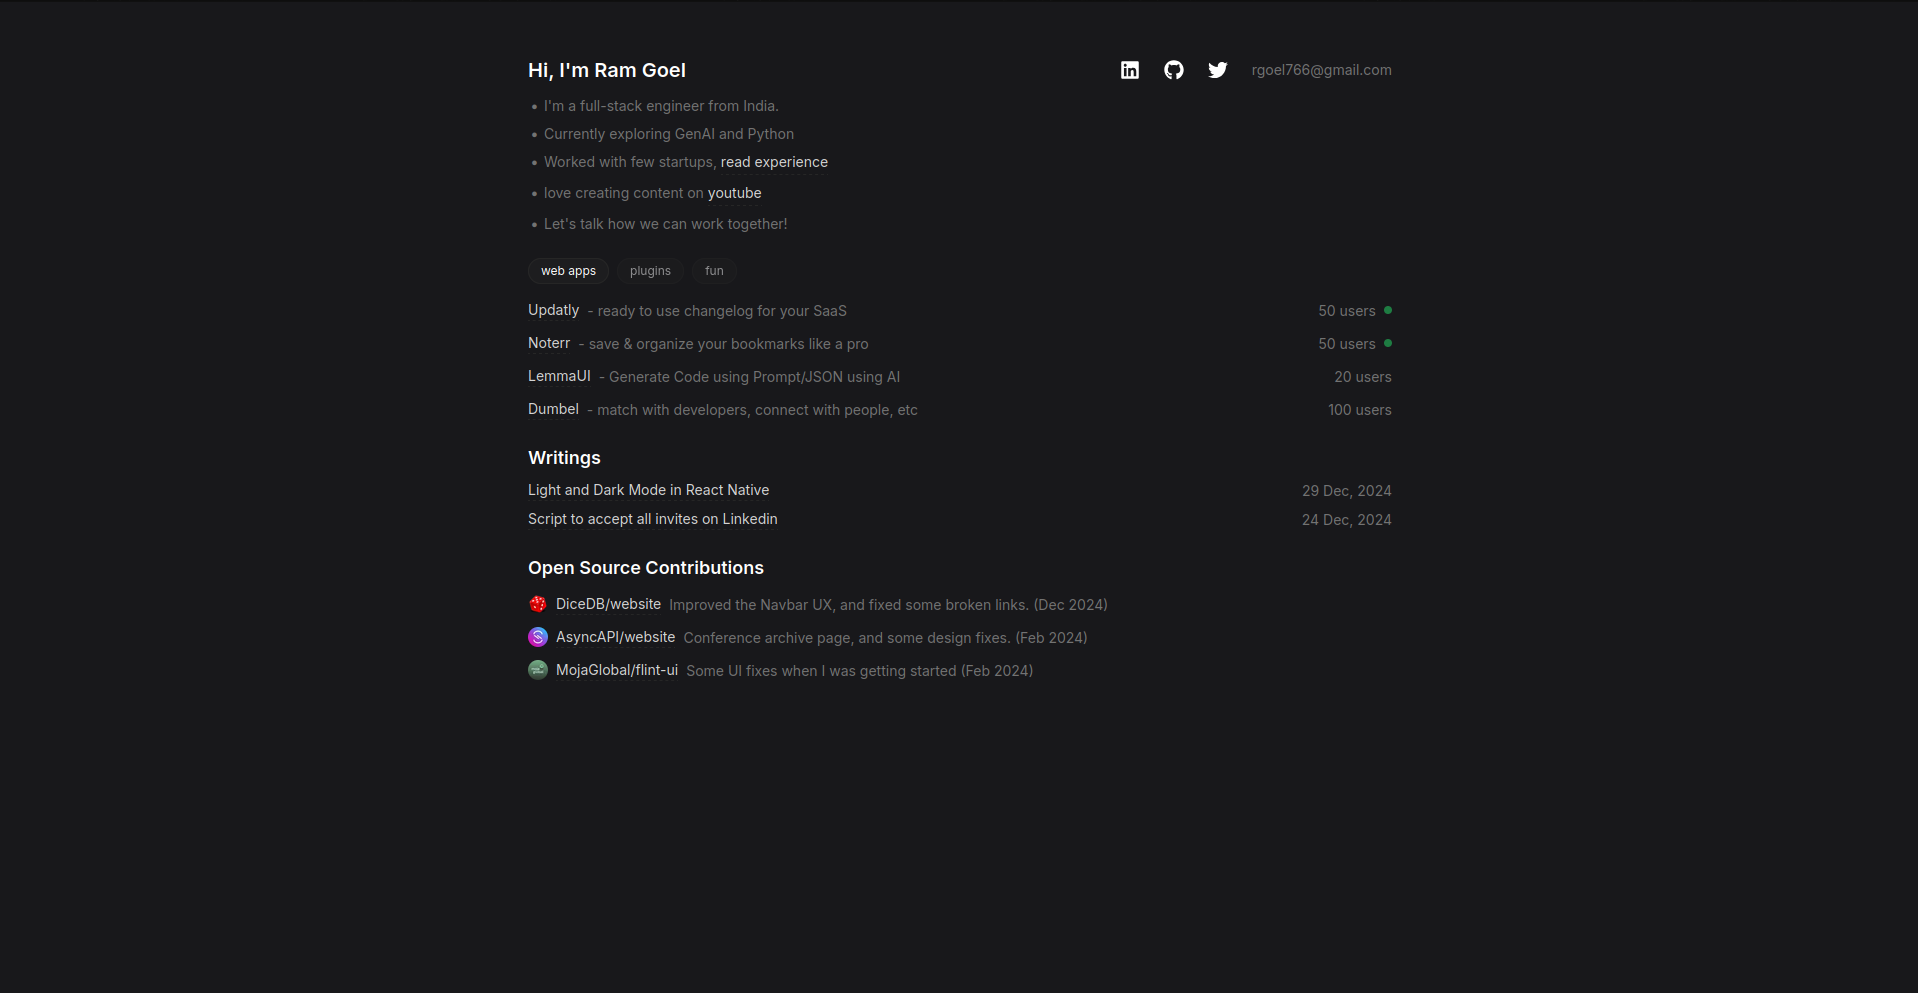 Hi, I'm Ram Goel
rgoel766@gmail.com
• I'm a full-stack engineer from India.
• Currently exploring GenAI and Python
• Worked with few startups, read experience
• love creating content on youtube
• Let's talk how we can work together!
web apps plugins fun
Updatly - ready to use changelog for your SaaS 50 users
Noterr - save & organize your bookmarks like a pro 50 users
LemmaUI - Generate Code using Prompt/JSON using AI 20 users
Dumbel - match with developers, connect with people, etc 100 users
Writings
Light and Dark Mode in React Native 29 Dec, 2024
Script to accept all invites on Linkedin 24 Dec, 2024
Open Source Contributions
DiceDB/website Improved the Navbar UX, and fixed some broken links. (Dec 2024)
AsyncAPI/website Conference archive page, and some design fixes. (Feb 2024)
MojaGlobal/flint-ui Some UI fixes when I was getting started (Feb 2024)